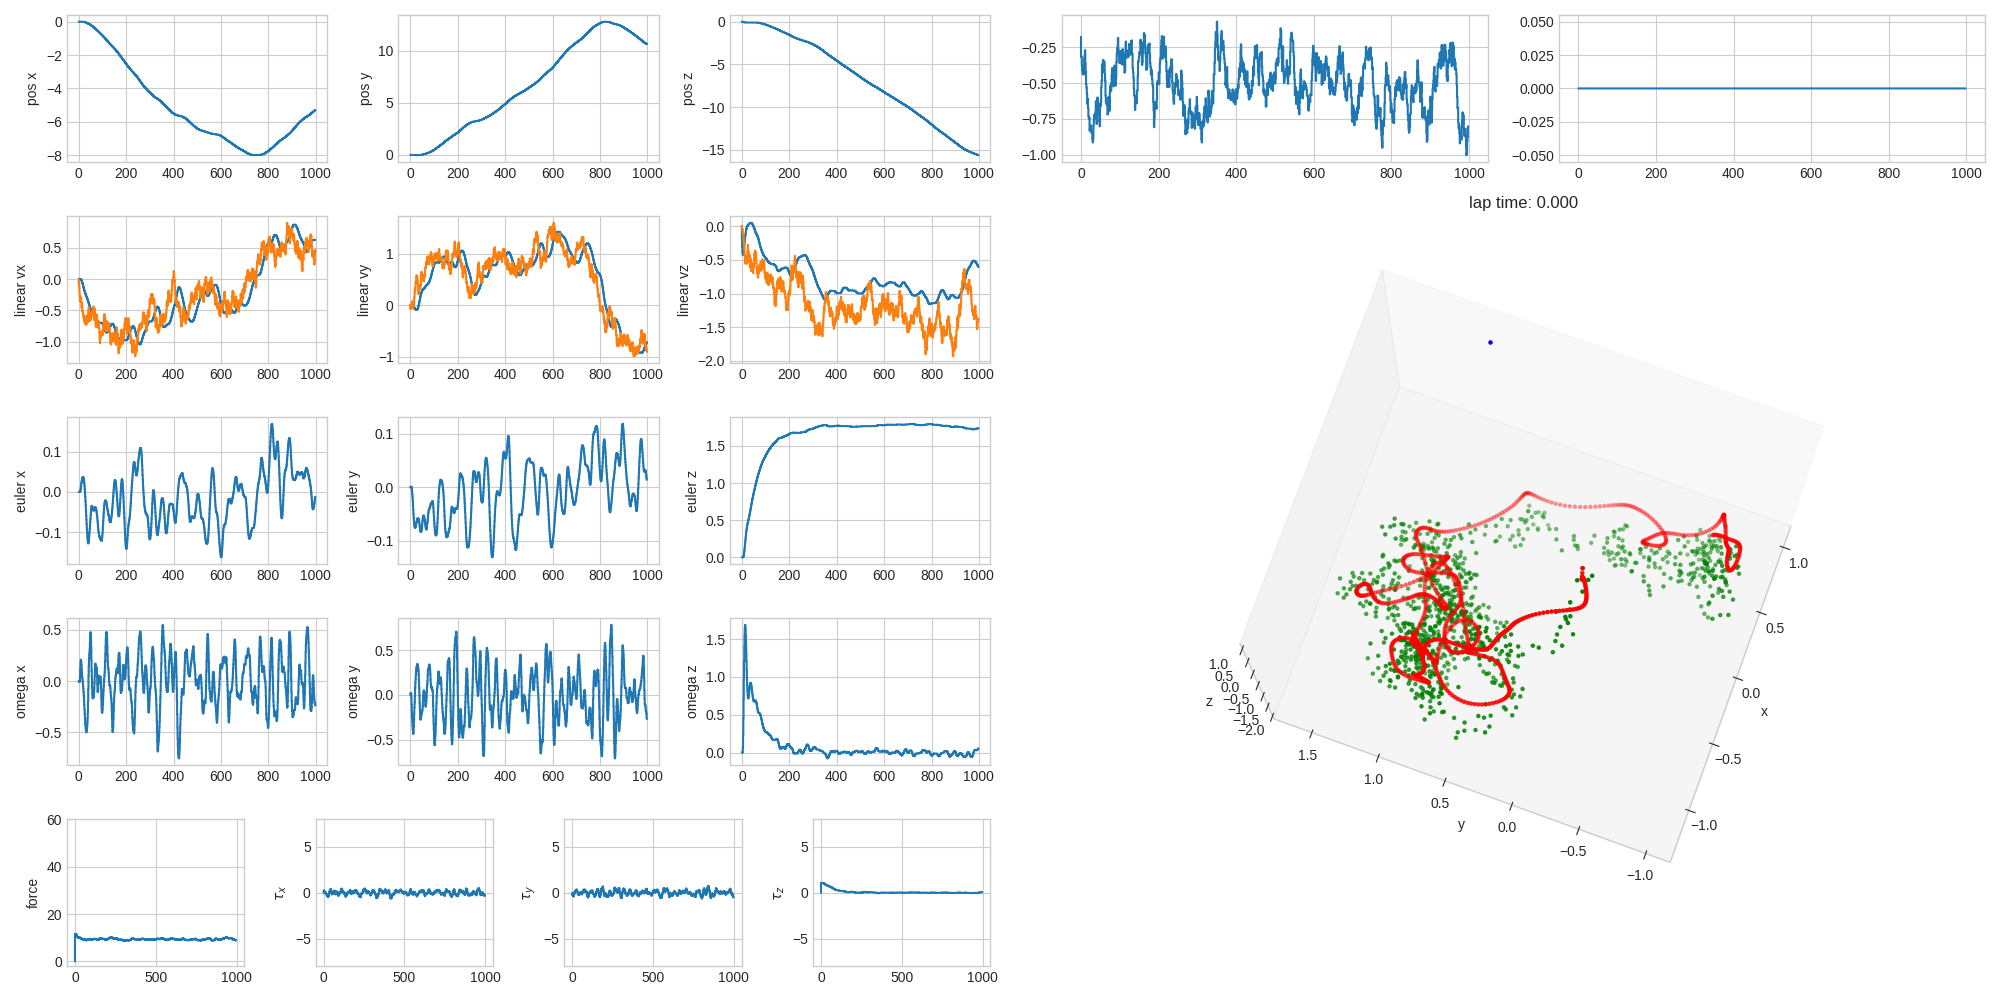 0
−2
−4
−6
−8
pos x
0 200 400 600 800 1000
10
5
0
pos y
0 200 400 600 800 1000
0
−5
−10
−15
pos z
0 200 400 600 800 1000
−0.25
−0.50
−0.75
−1.00
0 200 400 600 800 1000
0.050
0.025
0.000
−0.025
−0.050
0 200 400 600 800 1000
lap time: 0.000
0.5
0.0
−0.5
−1.0
linear vx
0 200 400 600 800 1000
1
0
−1
linear vy
0 200 400 600 800 1000
0.0
−0.5
−1.0
−1.5
−2.0
linear vz
0 200 400 600 800 1000
0.1
0.0
−0.1
euler x
0 200 400 600 800 1000
0.1
0.0
−0.1
euler y
0 200 400 600 800 1000
1.5
1.0
0.5
0.0
euler z
0 200 400 600 800 1000
0.5
0.0
−0.5
omega x
0 200 400 600 800 1000
0.5
0.0
−0.5
omega y
0 200 400 600 800 1000
1.5
1.0
0.5
0.0
omega z
0 200 400 600 800 1000
60
40
20
0
force
0 500 1000
5
0
−5
τx
0 500 1000
5
0
−5
τy
0 500 1000
5
0
−5
τz
0 500 1000
1.0
0.5
0.0
−0.5
−1.0
−1.5
−2.0
z
1.5
1.0
0.5
0.0
−0.5
−1.0
y
1.0
0.5
0.0
−0.5
−1.0
x